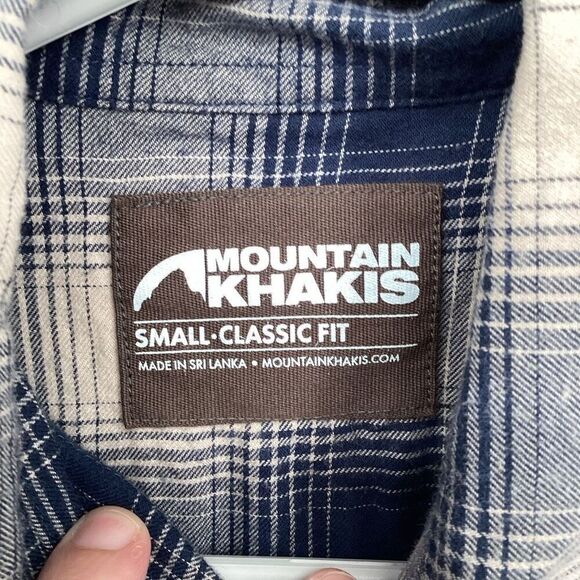 MOUNTAIN
KHAKIS
SMALL·CLASSIC FIT
MADE IN SRI LANKA • MOUNTAINKHAKIS.COM